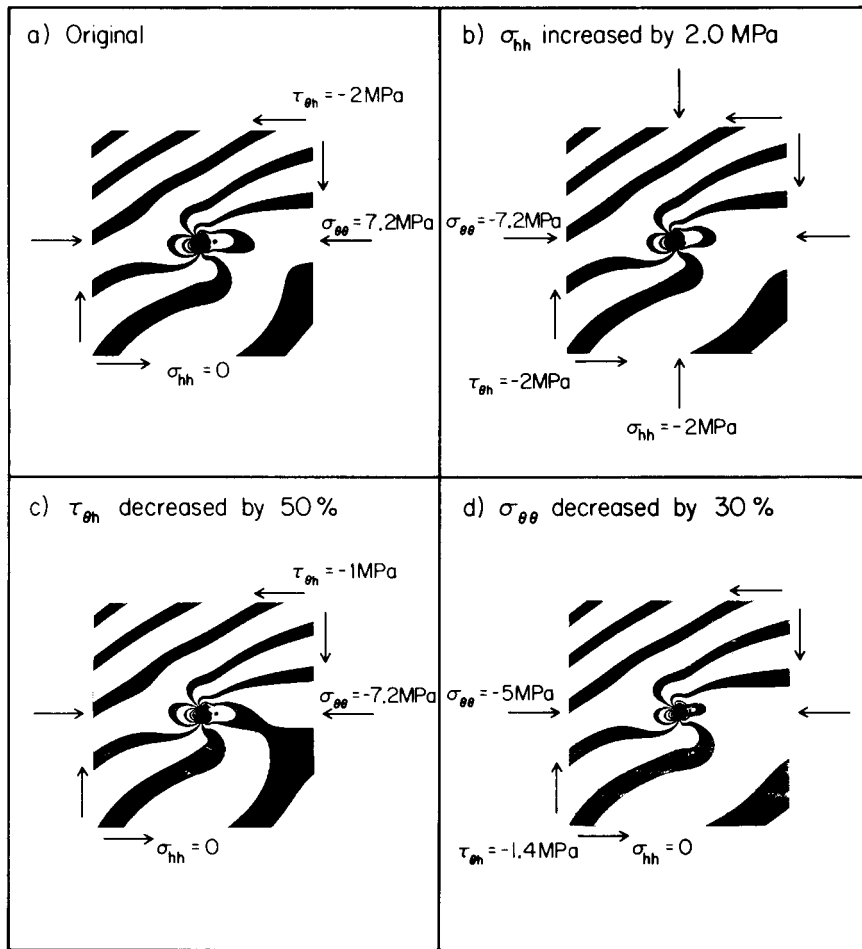 a) Original
τθh = -2MPa
σθθ = 7.2MPa
σhh = 0
b) σhh increased by 2.0 MPa
σθθ = -7.2MPa
τθh = -2MPa
σhh = -2MPa
c) τθh decreased by 50%
τθh = -1MPa
σθθ = -7.2MPa
σhh = 0
d) σθθ decreased by 30%
σθθ = -5MPa
τθh = -1.4MPa
σhh = 0